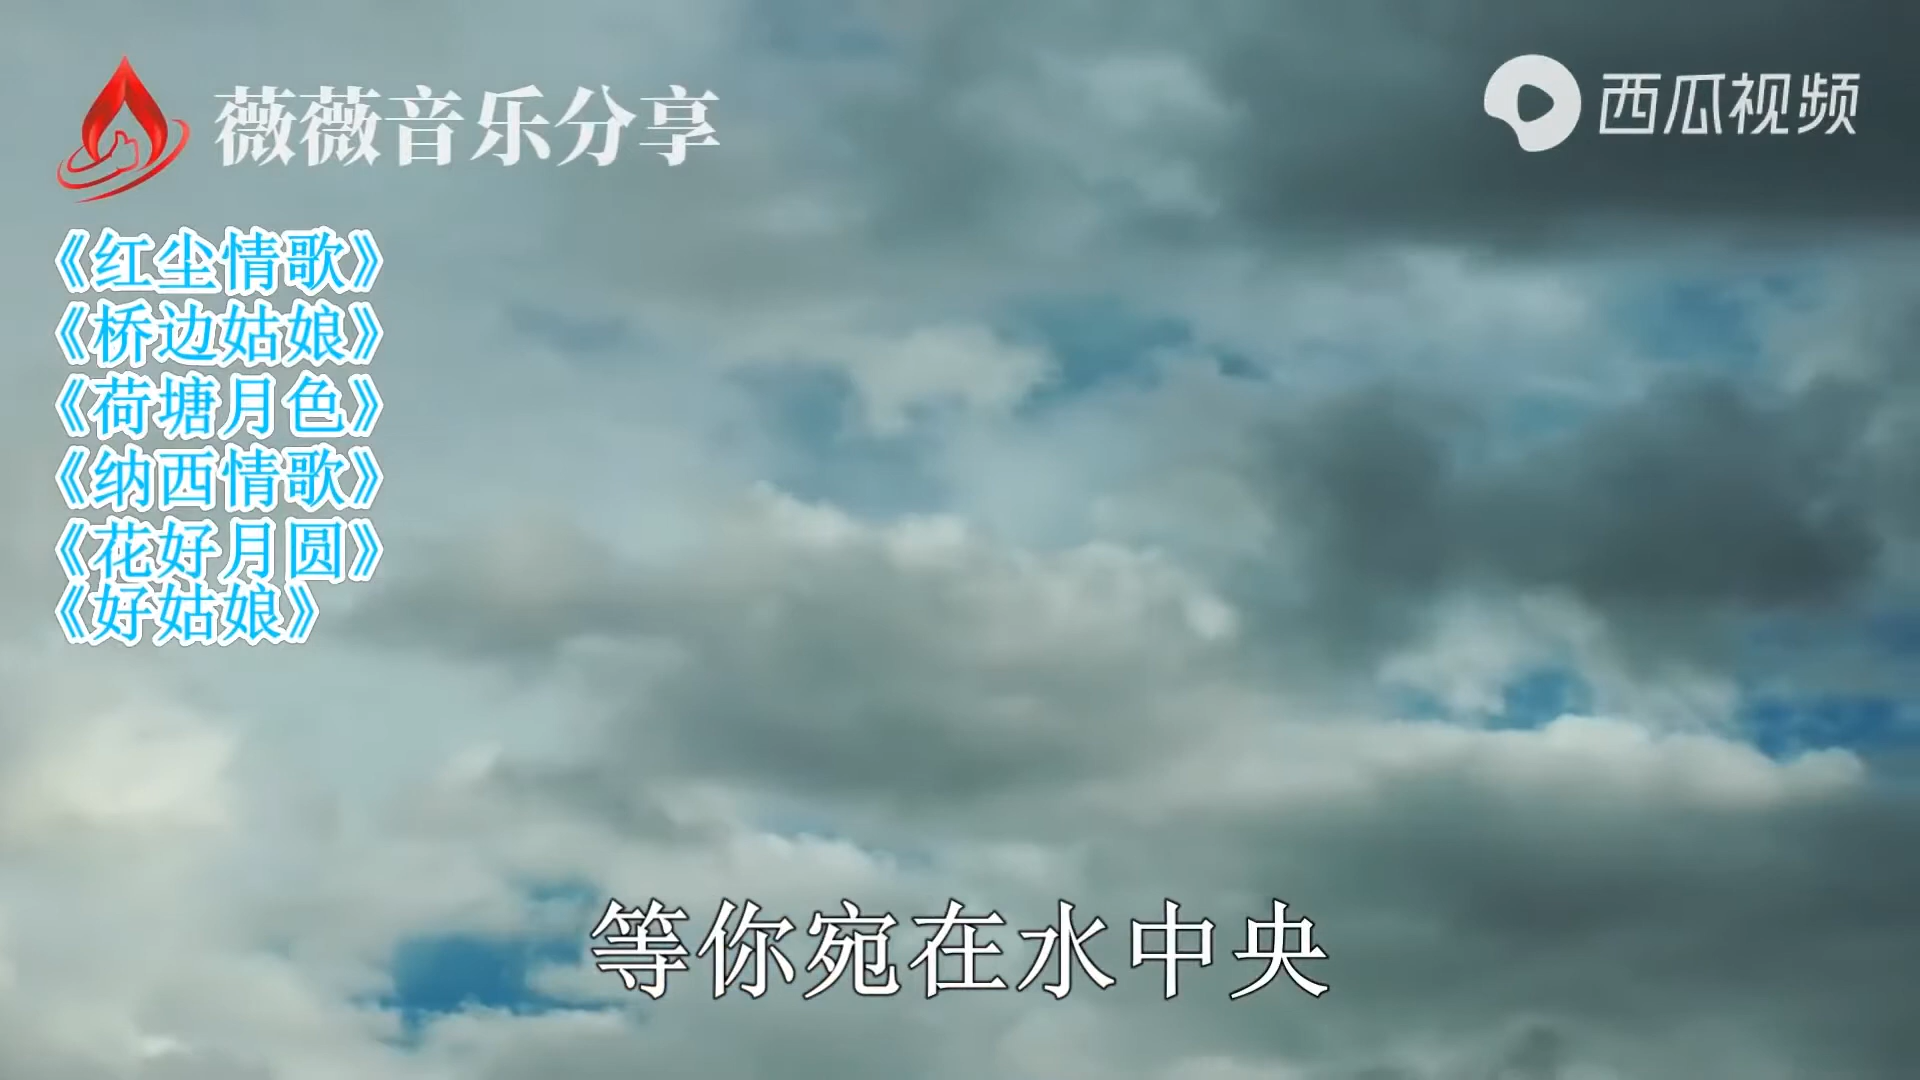 薇薇音乐分享
西瓜视频
《红尘情歌》
《桥边姑娘》
《荷塘月色》
《纳西情歌》
《花好月圆》
《好姑娘》
等你宛在水中央